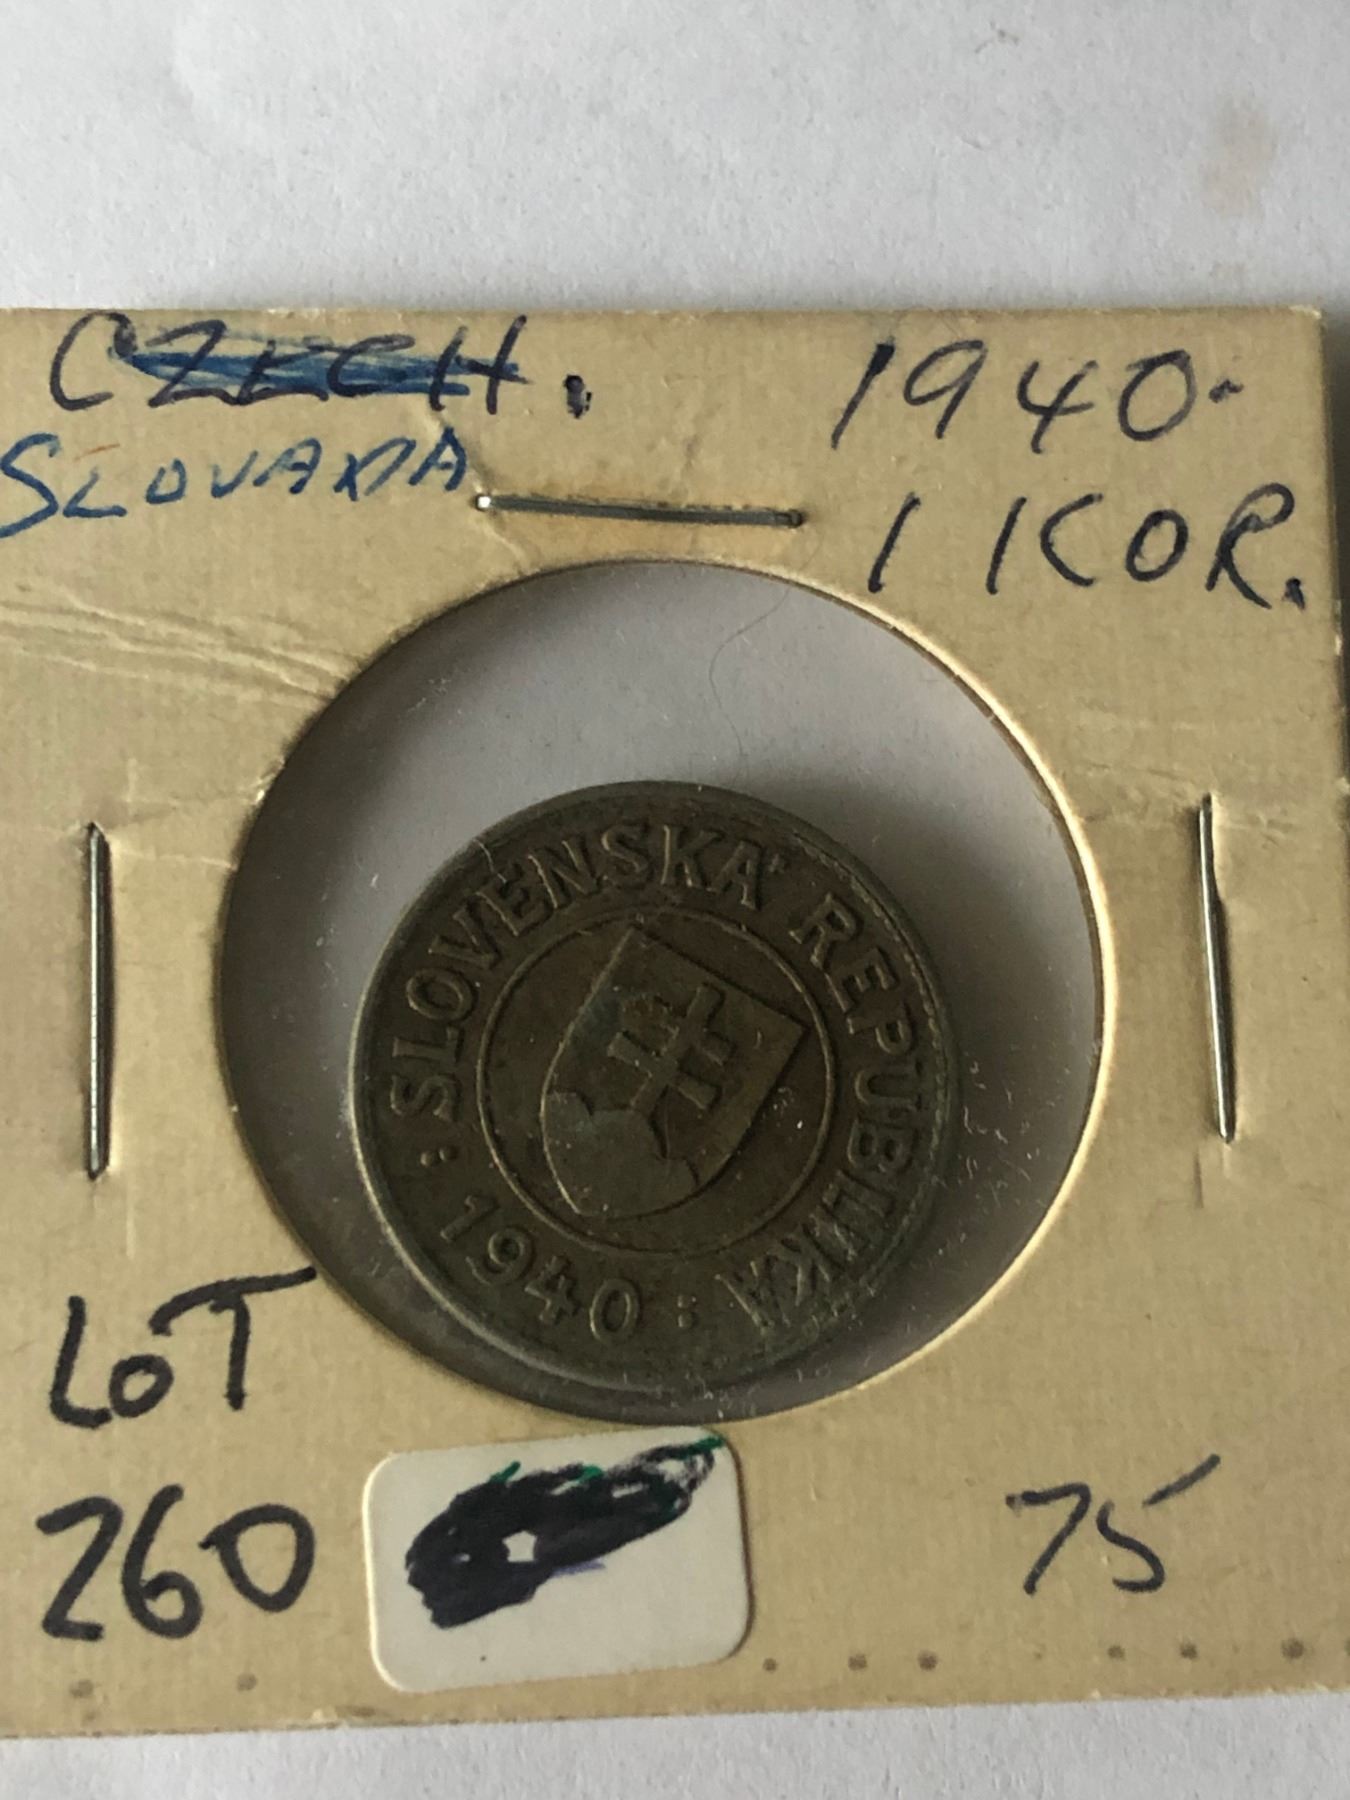 CZECH.
SLOVAKIA
1940-
1 KOR.
: SLOVENSKÁ REPUBLIKA :
1940
LOT
260
75